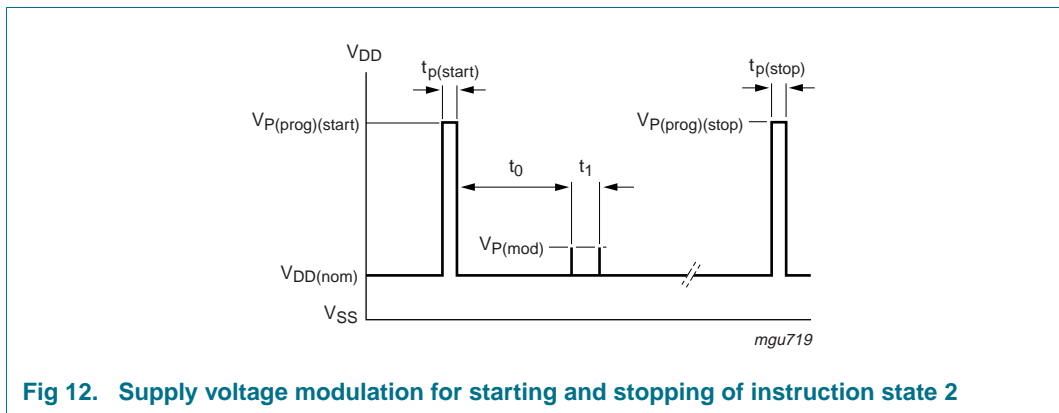 VDD
tp(start)
tp(stop)
VP(prog)(start)
VP(prog)(stop)
t0
t1
VP(mod)
VDD(nom)
VSS
mgu719
Fig 12. Supply voltage modulation for starting and stopping of instruction state 2